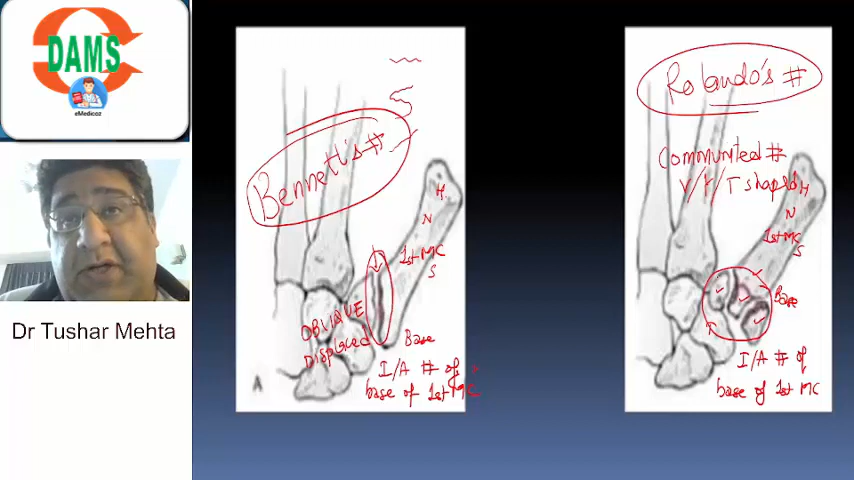 DAMS
eMedicoz
Dr Tushar Mehta
Bennett's #
H
N
1st MC
S
OBLIQUE
Displaced
Base
I/A # of
base of 1st MC
A
Rolando's #
Communited #
Y/T shaped
H
N
1st MC
S
Base
I/A # of
base of 1st MC